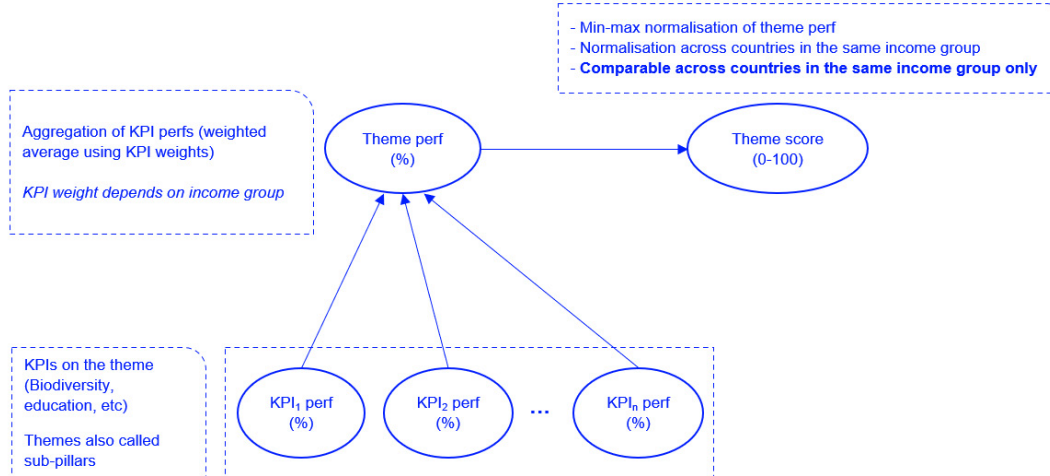 - Min-max normalisation of theme perf
- Normalisation across countries in the same income group
- Comparable across countries in the same income group only
Aggregation of KPI perfs (weighted
average using KPI weights)
KPI weight depends on income group
Theme perf
(%)
Theme score
(0-100)
KPIs on the theme
(Biodiversity,
education, etc)
Themes also called
sub-pillars
KPI₁ perf
(%)
KPI₂ perf
(%)
...
KPIₙ perf
(%)